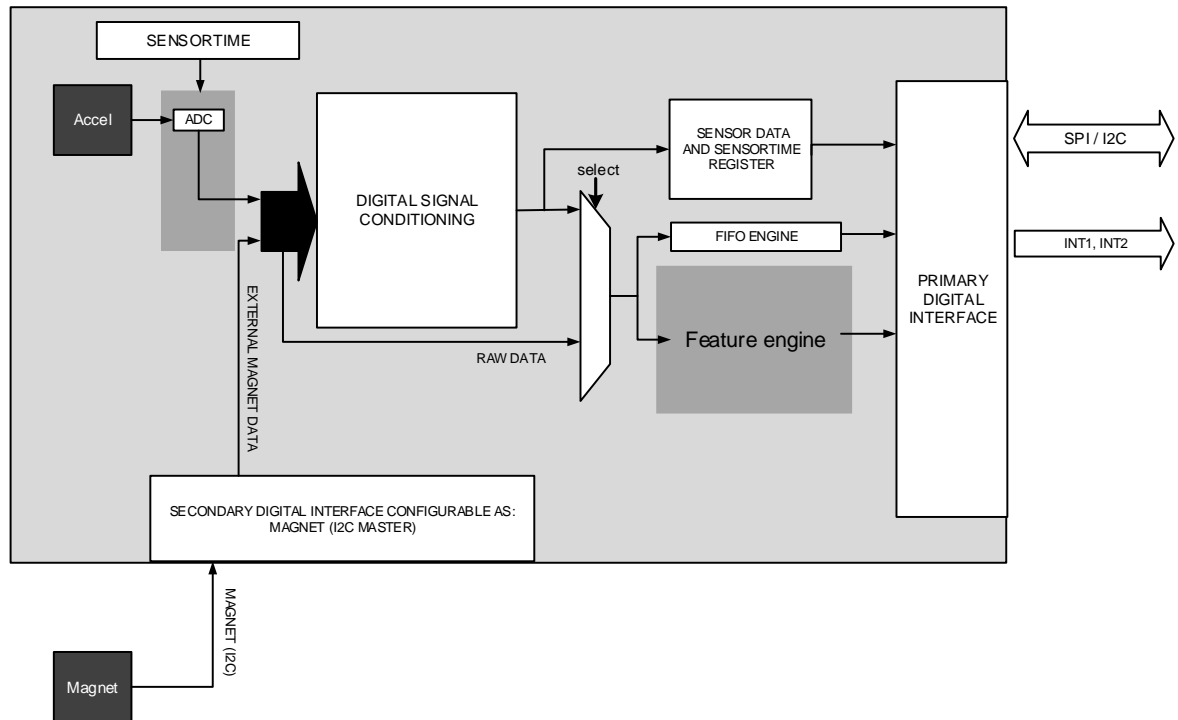 SENSORTIME
Accel
ADC
DIGITAL SIGNAL
CONDITIONING
SENSOR DATA
AND SENSORTIME
REGISTER
select
FIFO ENGINE
Feature engine
PRIMARY
DIGITAL
INTERFACE
SPI / I2C
INT1, INT2
RAW DATA
EXTERNAL MAGNET DATA
SECONDARY DIGITAL INTERFACE CONFIGURABLE AS:
MAGNET (I2C MASTER)
MAGNET (I2C)
Magnet